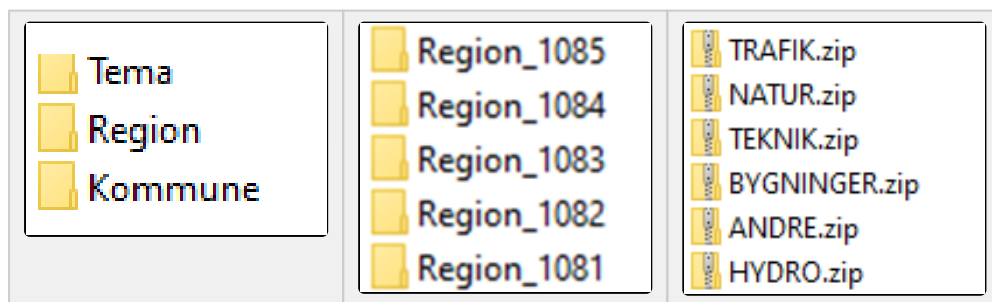 Tema
Region
Kommune
Region_1085
Region_1084
Region_1083
Region_1082
Region_1081
TRAFIK.zip
NATUR.zip
TEKNIK.zip
BYGNINGER.zip
ANDRE.zip
HYDRO.zip